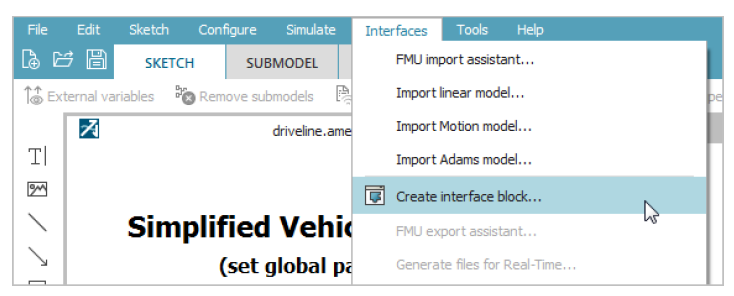 File Edit Sketch Configure Simulate Interfaces Tools Help
SKETCH SUBMODEL
External variables Remove submodels
driveline.ame
Simplified Vehic
(set global pa
FMU import assistant...
Import linear model...
Import Motion model...
Import Adams model...
Create interface block...
FMU export assistant...
Generate files for Real-Time...